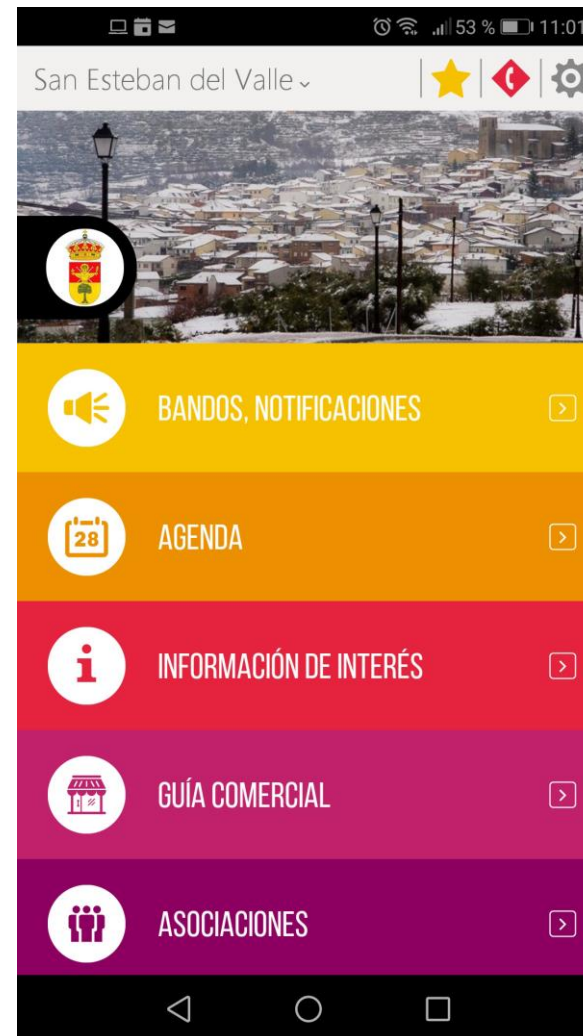 53 % 11:01
San Esteban del Valle
BANDOS, NOTIFICACIONES
28
AGENDA
i
INFORMACIÓN DE INTERÉS
GUÍA COMERCIAL
ASOCIACIONES